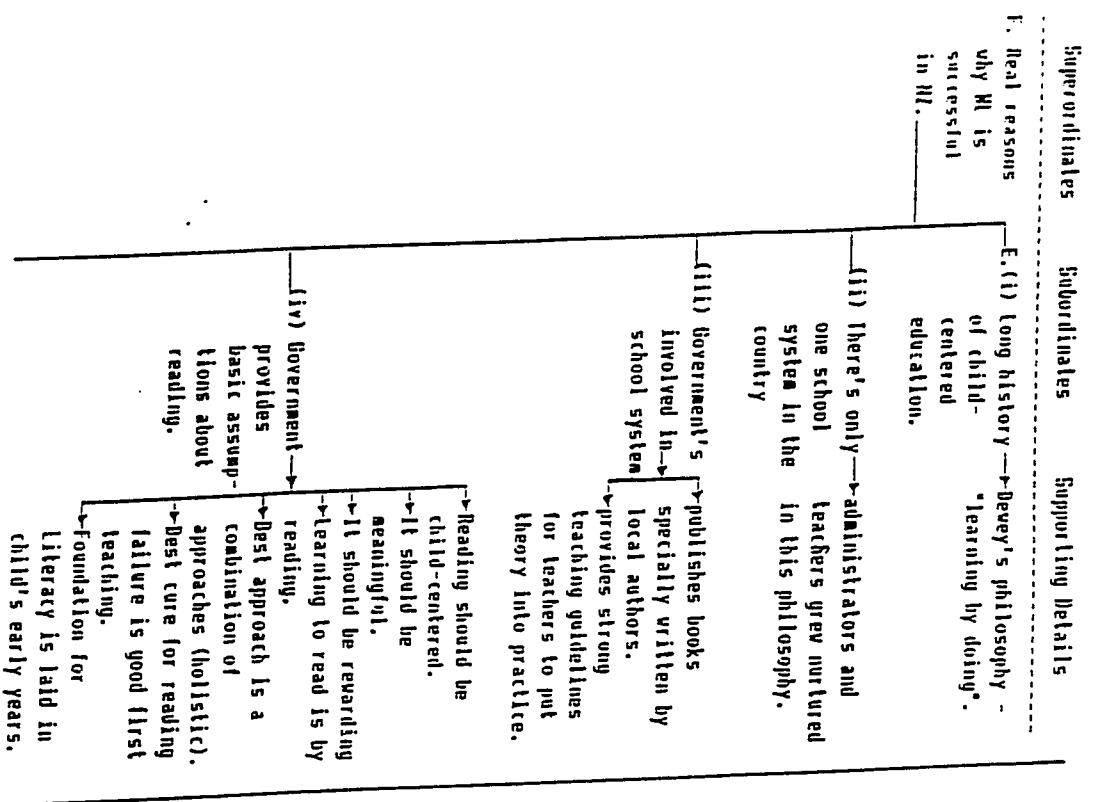 Superordinates
Subordinates
Supporting Details
E. Real reasons
why WL is
successful
in NZ.
E.(i) Long history
of child-
centered
education.
Dewey's philosophy -
"learning by doing".
(ii) There's only
one school
system in the
country
administrators and
teachers grew nurtured
in this philosophy.
(iii) Government's
involved in
school system
publishes books
specially written by
local authors.
provides strong
teaching guidelines
for teachers to put
theory into practice.
(iv) Government
provides
basic assump-
tions about
reading.
Reading should be
child-centered.
It should be
meaningful.
It should be rewarding
Learning to read is by
reading.
Best approach is a
combination of
approaches (holistic).
Best cure for reading
failure is good first
teaching.
Foundation for
literacy is laid in
child's early years.